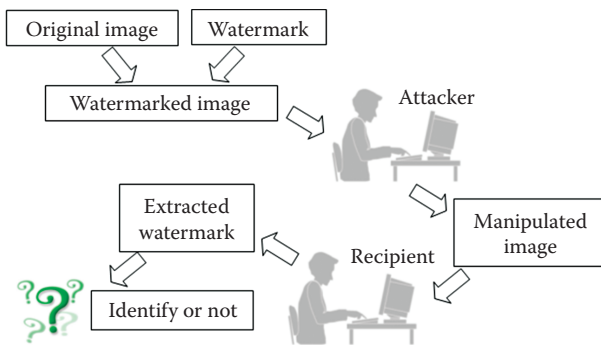 Original image
Watermark
Watermarked image
Attacker
Manipulated
image
Recipient
Extracted
watermark
Identify or not
???